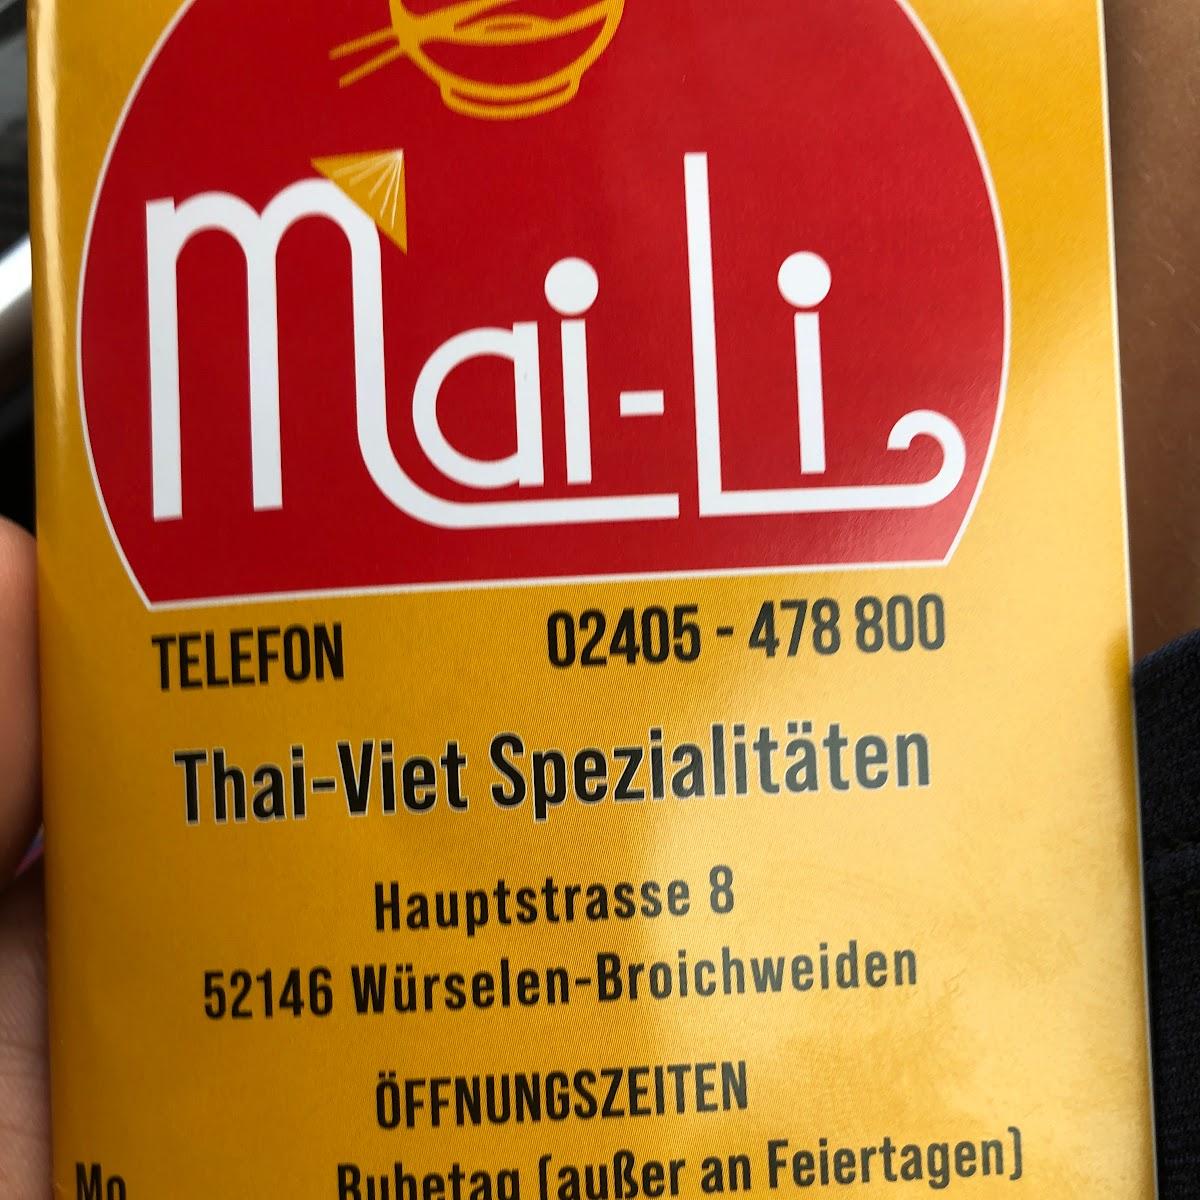 Mai-Li
TELEFON 02405 - 478 800
Thai-Viet Spezialitäten
Hauptstrasse 8
52146 Würselen-Broichweiden
ÖFFNUNGSZEITEN
Mo Ruhetag (außer an Feiertagen)